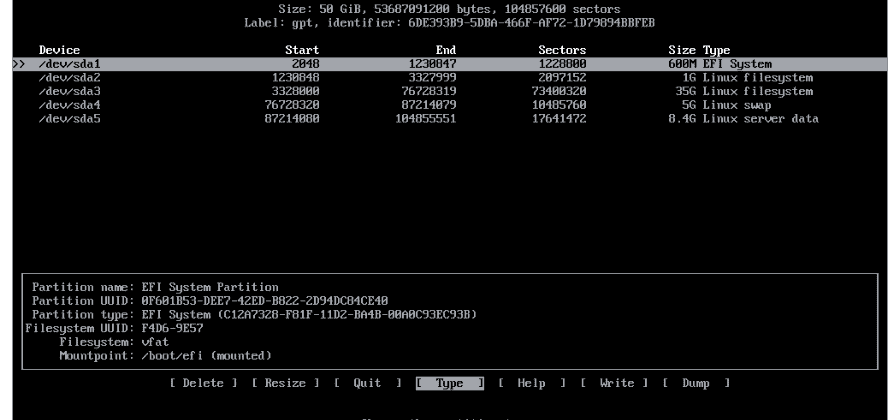 Size: 50 GiB, 53687091200 bytes, 104857600 sectors
Label: gpt, identifier: 6DE393B9-5DBA-466F-AF72-1D79894BBFEB
Device Start End Sectors Size Type
>> /dev/sda1 2048 1230847 1228800 600M EFI System
/dev/sda2 1230848 3327999 2097152 1G Linux filesystem
/dev/sda3 3328000 76728319 73400320 35G Linux filesystem
/dev/sda4 76728320 87214079 10485760 5G Linux swap
/dev/sda5 87214080 104855551 17641472 8.4G Linux server data
Partition name: EFI System Partition
Partition UUID: 0F601B53-DEE7-42ED-B822-2D94DC84CE40
Partition type: EFI System (C12A7328-F81F-11D2-BA4B-00A0C93EC93B)
Filesystem UUID: F4D6-9E57
Filesystem: vfat
Mountpoint: /boot/efi (mounted)
[ Delete ] [ Resize ] [ Quit ] [ Type ] [ Help ] [ Write ] [ Dump ]